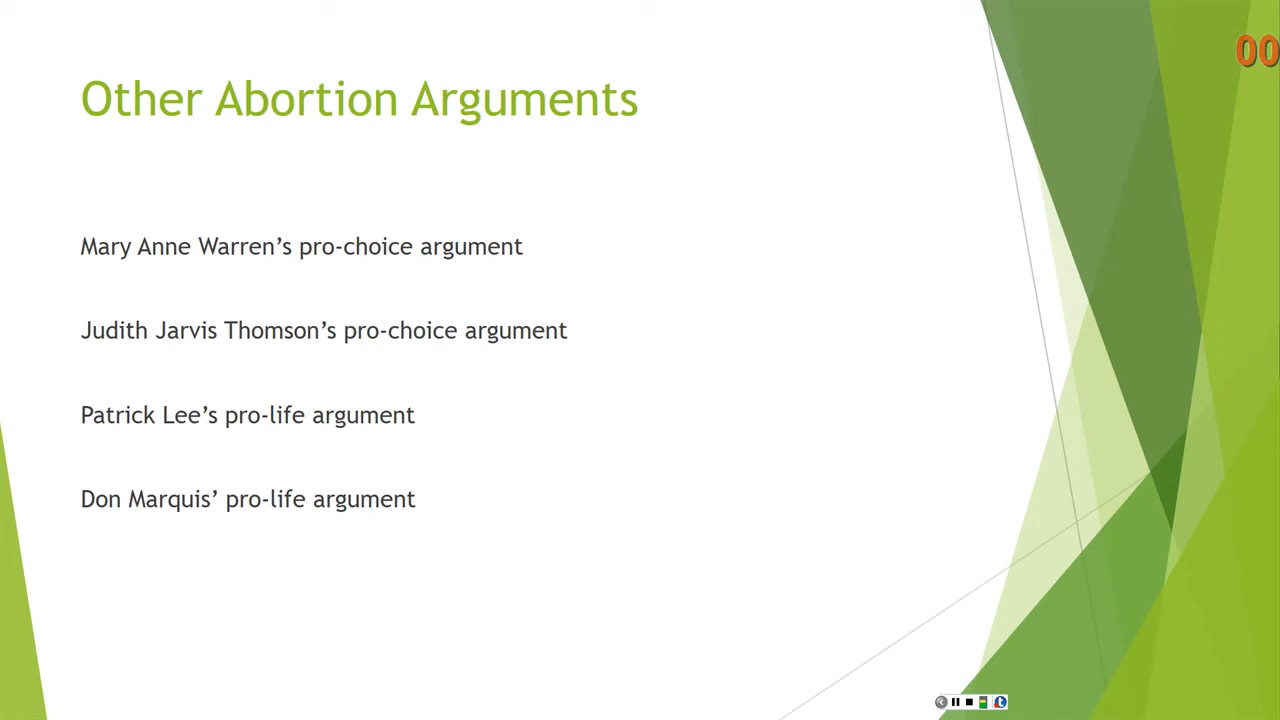 00
Other Abortion Arguments
Mary Anne Warren’s pro-choice argument
Judith Jarvis Thomson’s pro-choice argument
Patrick Lee’s pro-life argument
Don Marquis’ pro-life argument